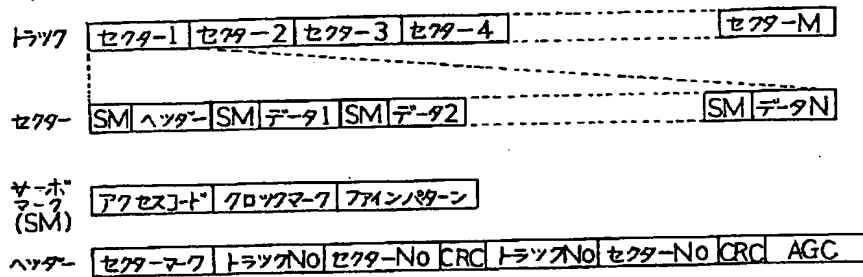 トラック セクター1 セクター2 セクター3 セクター4 セクターM
セクター SM ヘッダー SM データ1 SM データ2 SM データN
サーボ
マーク
(SM)
アクセスコード クロックマーク ファインパターン
ヘッダー セクターマーク トラックNO セクターNO CRC トラックNO セクターNO CRC AGC